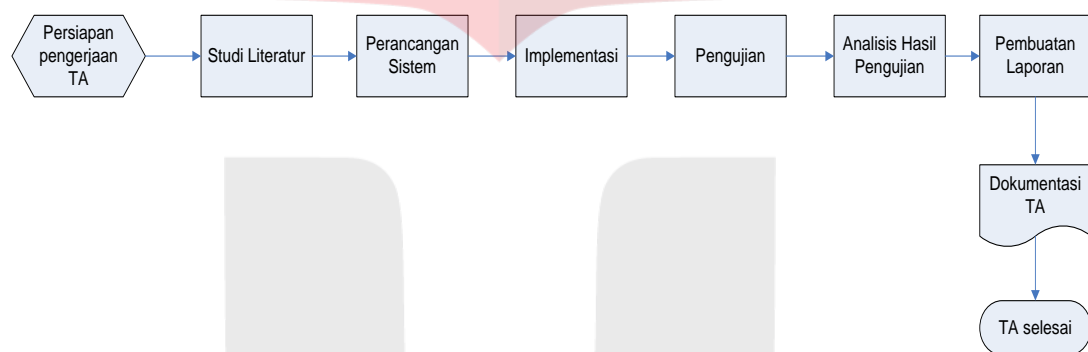 Persiapan
pengerjaan
TA
Studi Literatur
Perancangan
Sistem
Implementasi
Pengujian
Analisis Hasil
Pengujian
Pembuatan
Laporan
Dokumentasi
TA
TA selesai